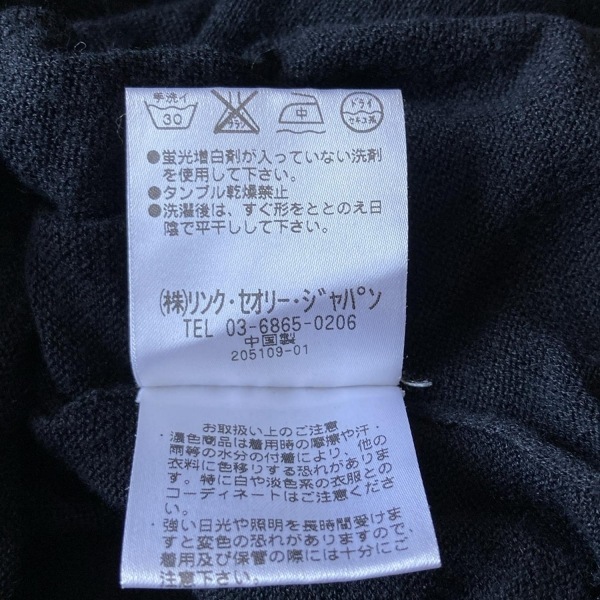 手洗イ 30 エンソサラシ 中 ドライ セキユ系
●蛍光増白剤が入っていない洗剤
を使用して下さい。
●タンブル乾燥禁止
●洗濯後は、すぐ形をととのえ日
陰で平干しして下さい。
(株)リンク・セオリー・ジャパン
TEL 03-6865-0206
中国製
205109-01
お取扱い上のご注意
・濃色商品は着用時の摩擦や汗・
雨等の水分の付着により、他の
衣料に色移りする恐れがありま
す。特に白や淡色系の衣服との
コーディネートはご注意くださ
い。
・強い日光や照明を長時間受けま
すと変色の恐れがありますので、
着用及び保管の際には十分にご
注意下さい。